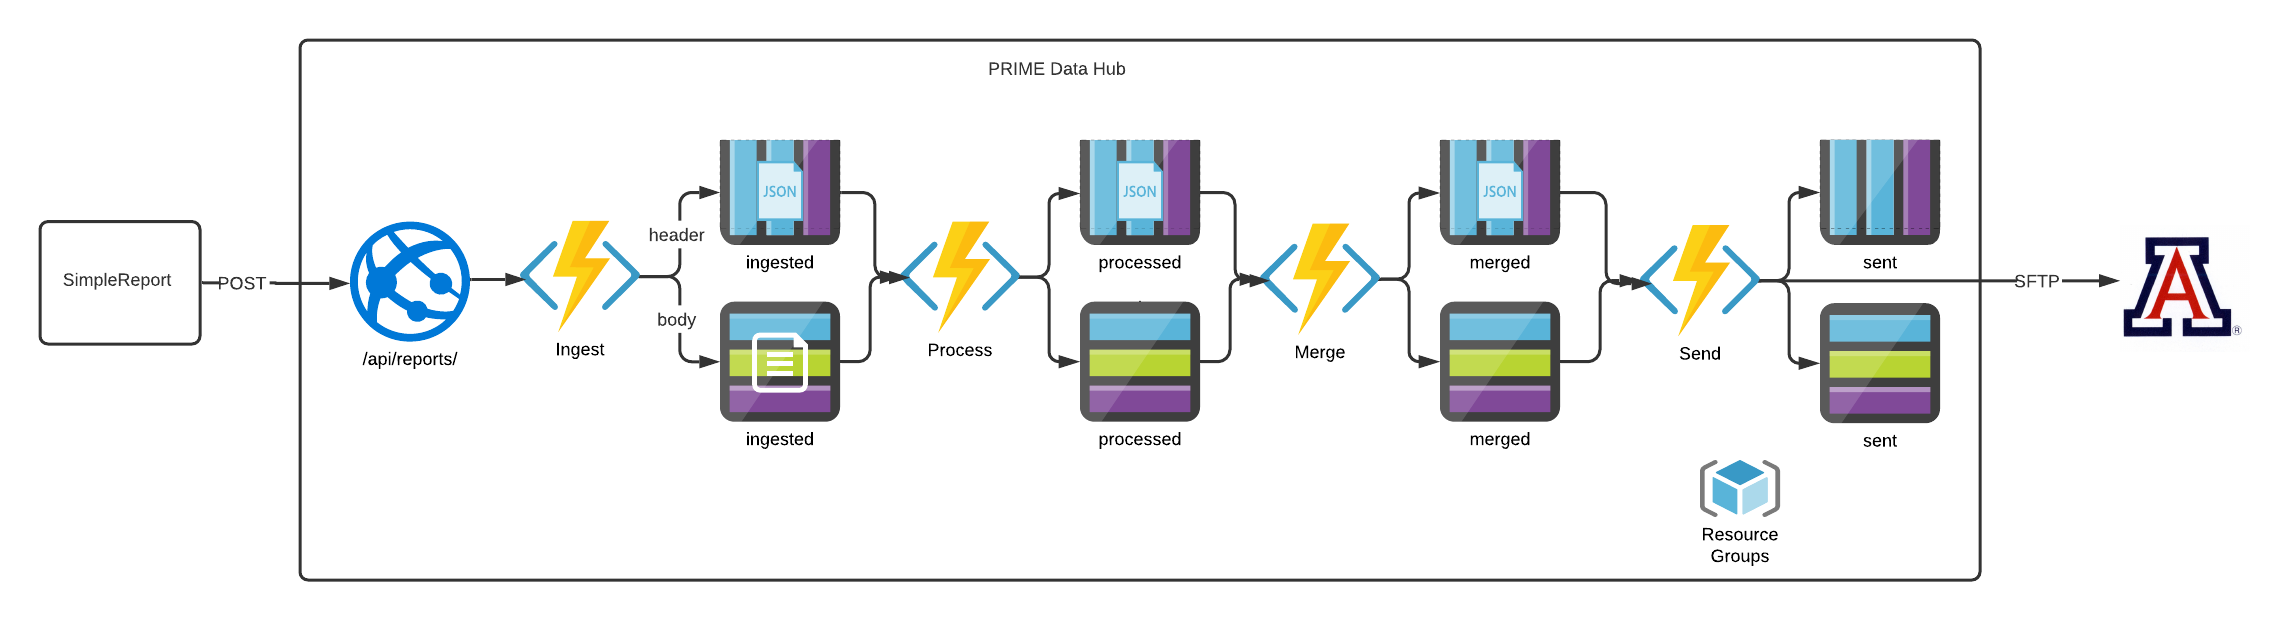 PRIME Data Hub
SimpleReport
POST
/api/reports/
Ingest
header
body
JSON
ingested
ingested
Process
JSON
processed
processed
Merge
JSON
merged
merged
Send
sent
sent
SFTP
A
®
Resource
Groups